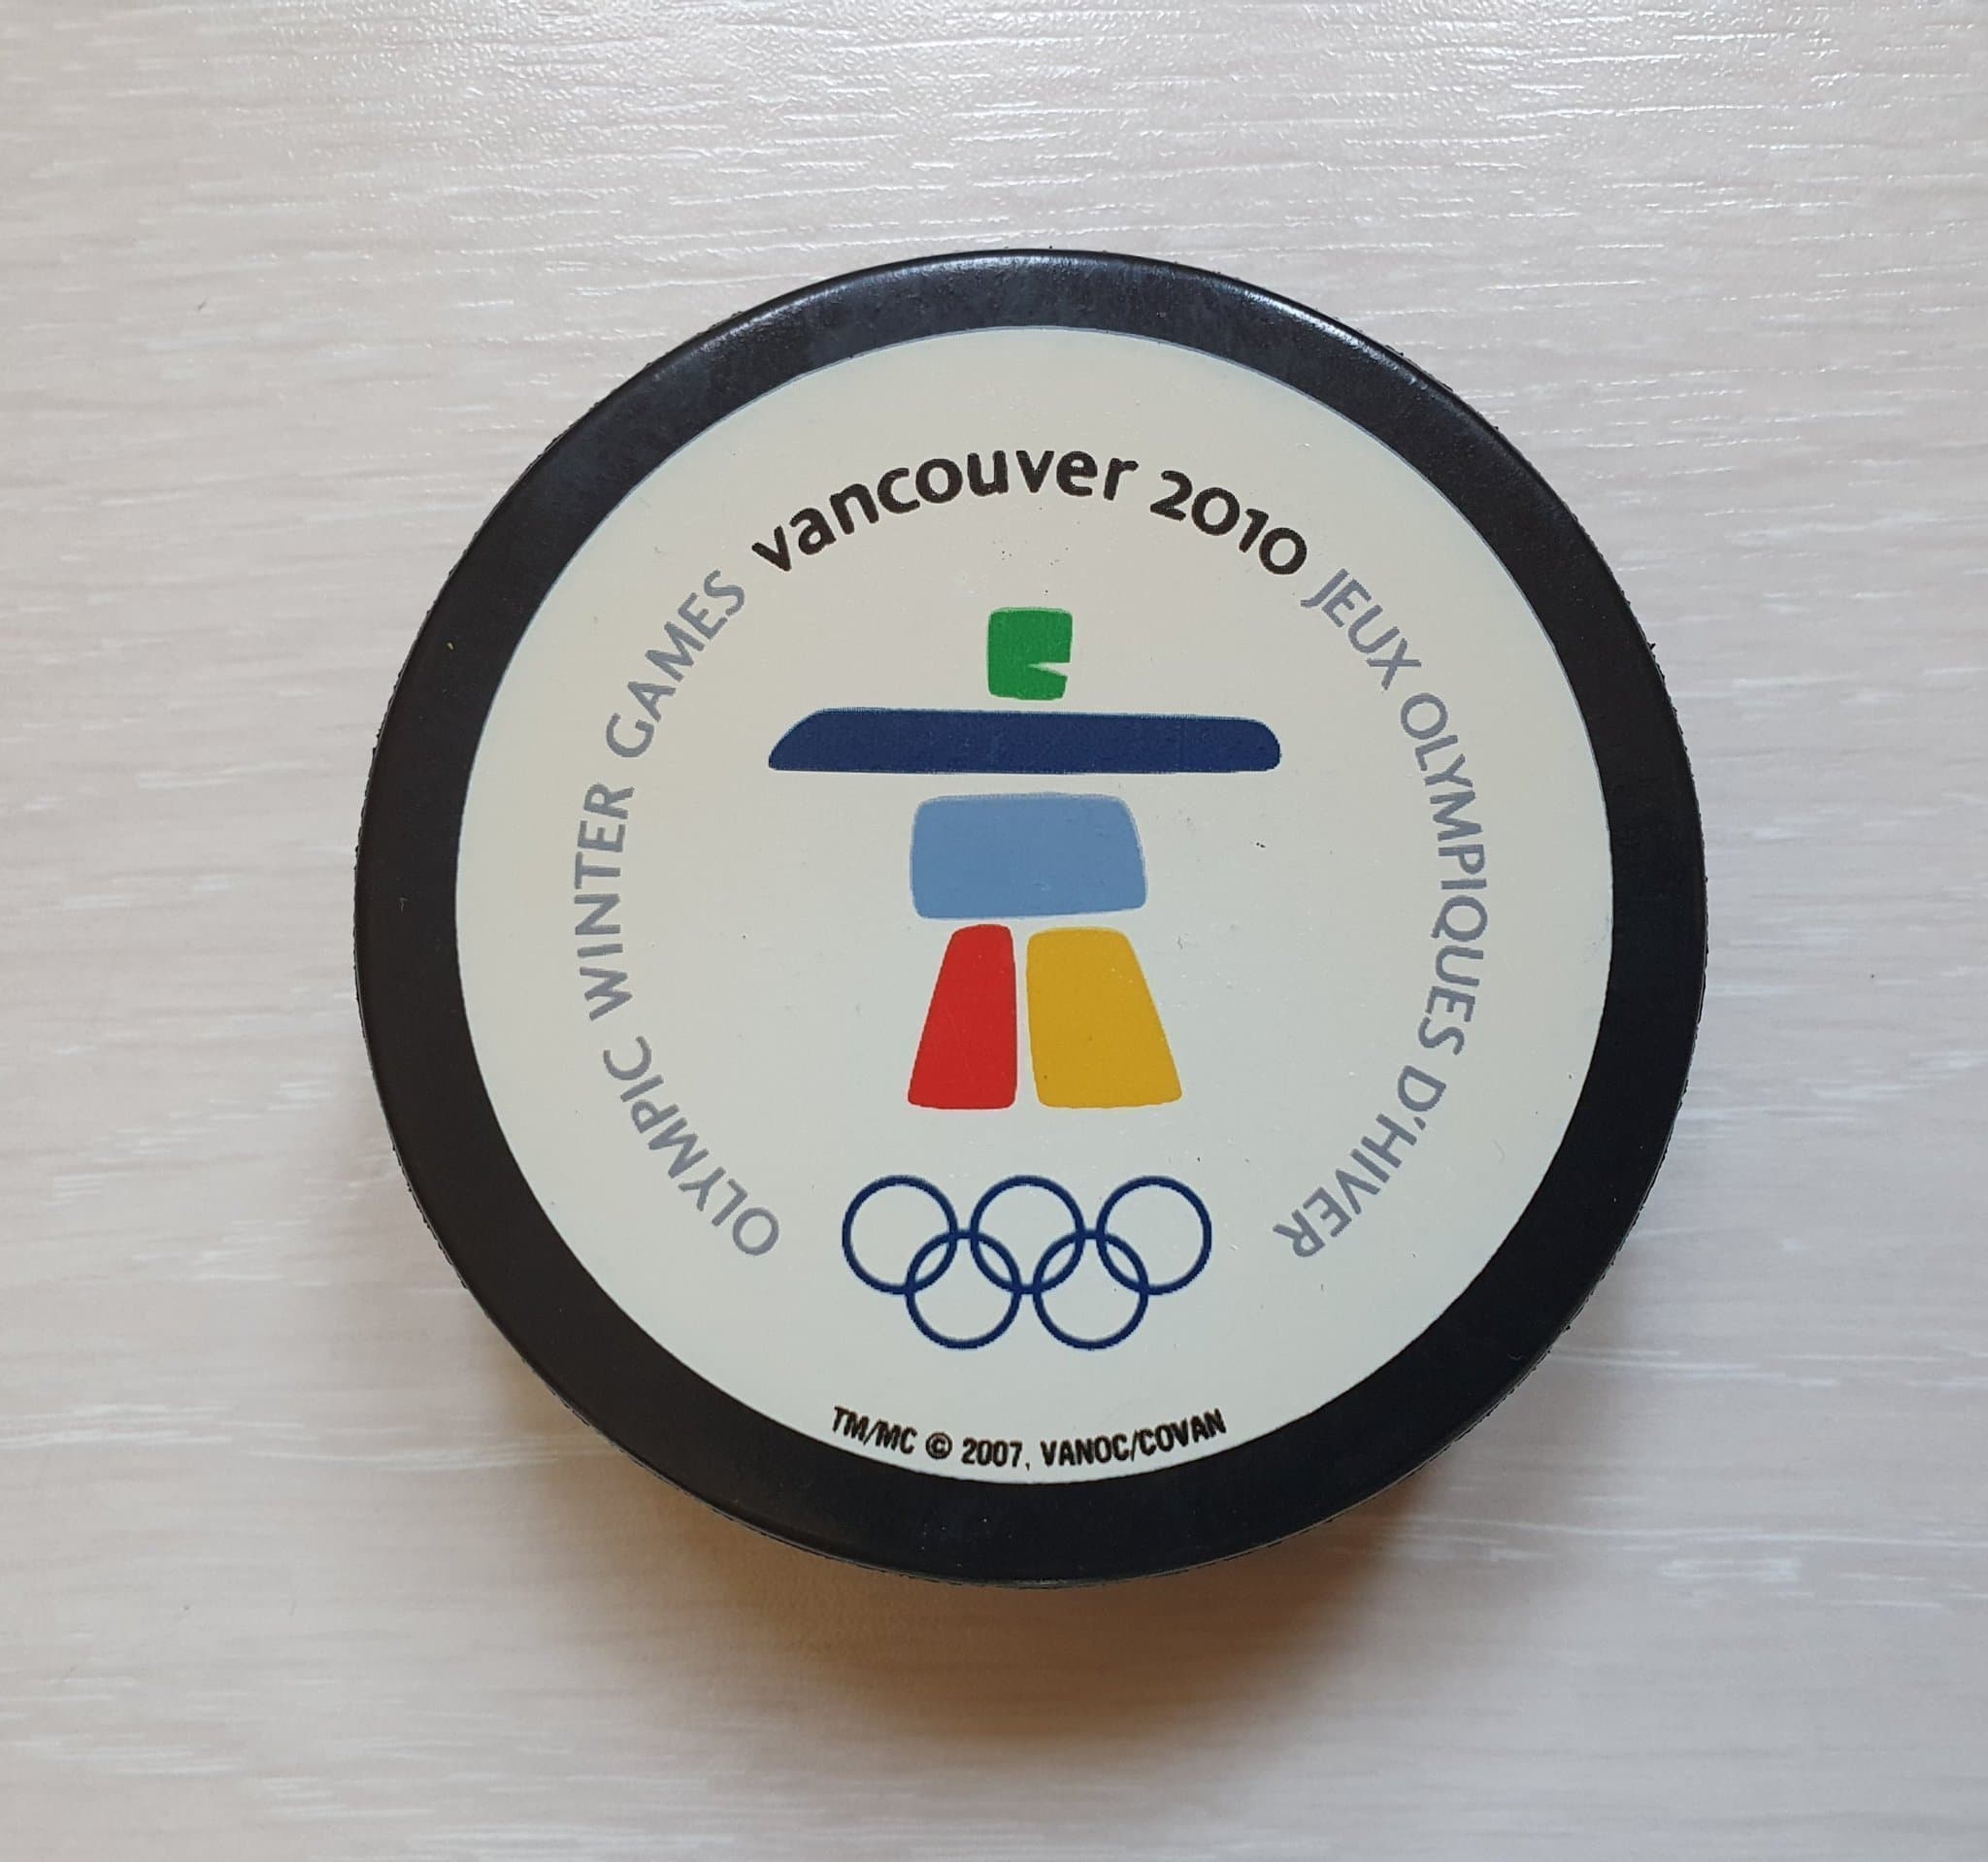 vancouver 2010
OLYMPIC WINTER GAMES
JEUX OLYMPIQUES D'HIVER
TM/MC © 2007, VANOC/COVAN